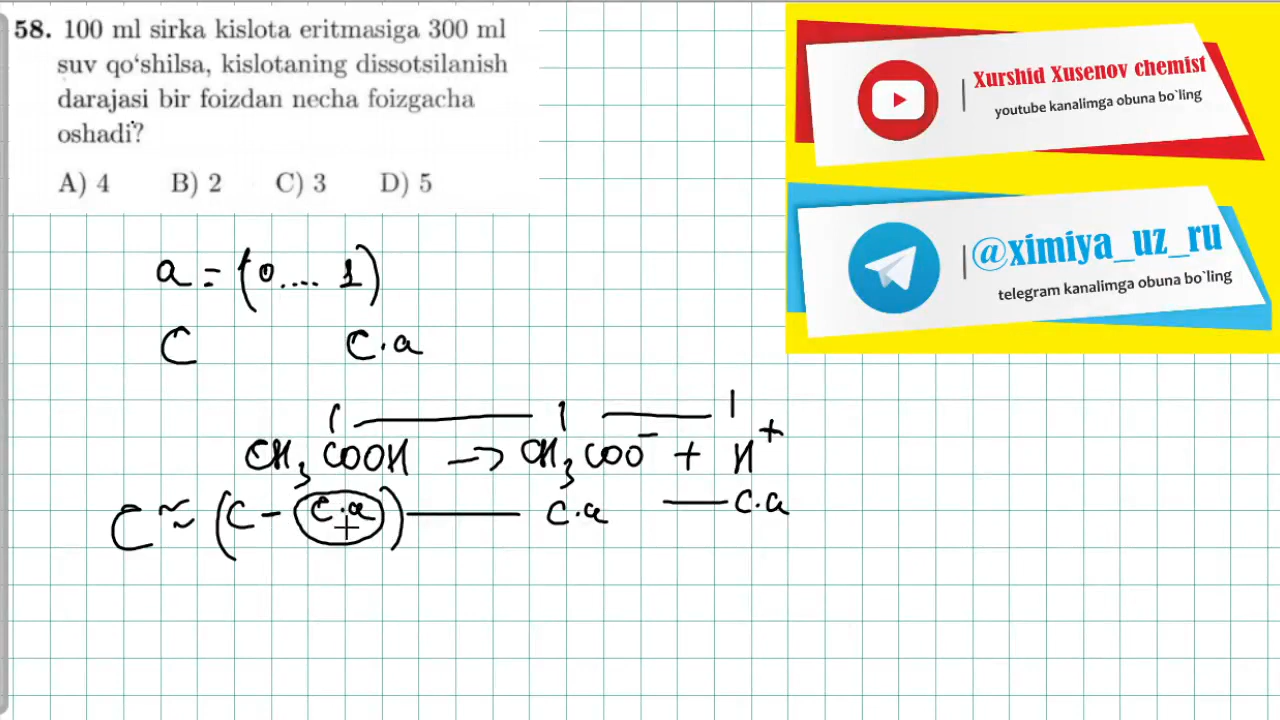 58. 100 ml sirka kislota eritmasiga 300 ml
suv qo‘shilsa, kislotaning dissotsilanish
darajasi bir foizdan necha foizgacha
oshadi?
A) 4 B) 2 C) 3 D) 5
Xurshid Xusenov chemist
youtube kanalimga obuna bo`ling
@ximiya_uz_ru
telegram kanalimga obuna bo`ling
a = (0.... 1)
C C·a
1 1 1
CH₃COOH → CH₃COO⁻ + H⁺
C ≈ (C - C·a) — C·a — C·a